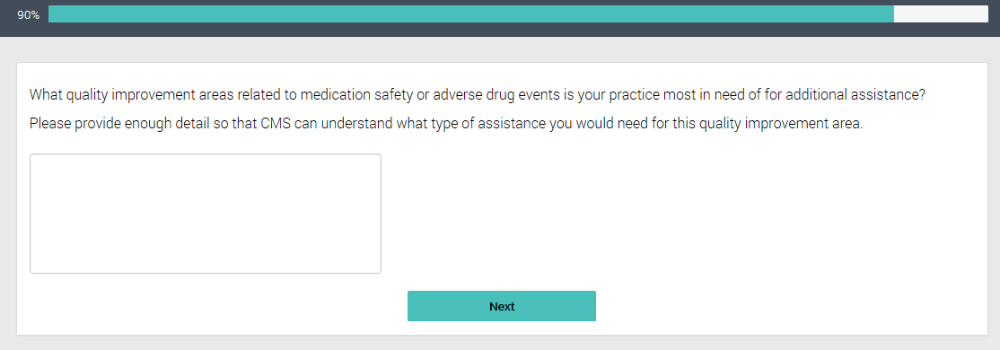 90%
What quality improvement areas related to medication safety or adverse drug events is your practice most in need of for additional assistance?
Please provide enough detail so that CMS can understand what type of assistance you would need for this quality improvement area.
Next